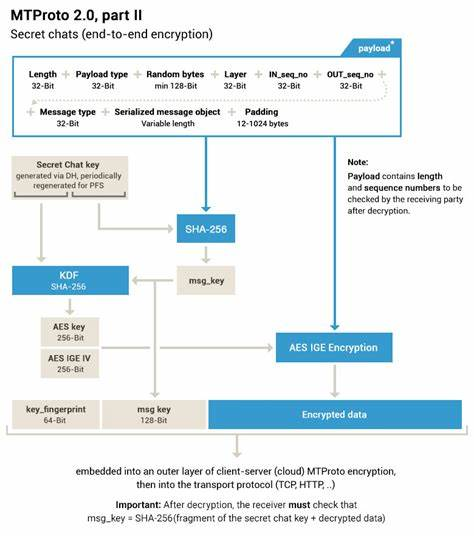 MTProto 2.0, part II
Secret chats (end-to-end encryption)
payload*
Length + Payload type + Random bytes + Layer + IN_seq_no + OUT_seq_no
32-Bit 32-Bit min 128-Bit 32-Bit 32-Bit 32-Bit
+ Message type + Serialized message object + Padding
32-Bit Variable length 12-1024 bytes
Secret Chat key
generated via DH, periodically
regenerated for PFS
Note:
Payload contains length
and sequence numbers to be
checked by the receiving party
after decryption.
SHA-256
KDF
SHA-256
msg_key
AES key
256-Bit
AES IGE IV
256-Bit
AES IGE Encryption
key_fingerprint
64-Bit
msg key
128-Bit
Encrypted data
embedded into an outer layer of client-server (cloud) MTProto encryption,
then into the transport protocol (TCP, HTTP, ..)
Important: After decryption, the receiver must check that
msg_key = SHA-256(fragment of the secret chat key + decrypted data)